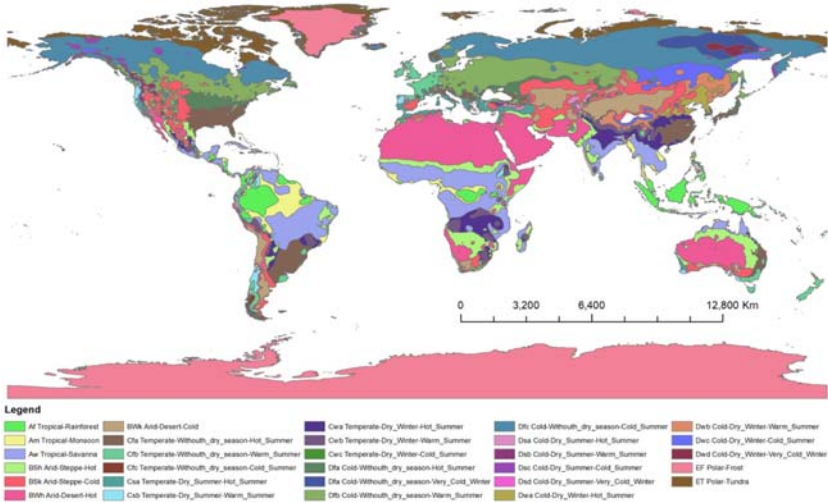 0 3,200 6,400 12,800 Km
Legend
Af Tropical-Rainforest
Am Tropical-Monsoon
Aw Tropical-Savanna
BSh Arid-Steppe-Hot
BSk Arid-Steppe-Cold
BWh Arid-Desert-Hot
BWk Arid-Desert-Cold
Cfa Temperate-Withouth_dry_season-Hot_Summer
Cfb Temperate-Withouth_dry_season-Warm_Summer
Cfc Temperate-Withouth_dry_season-Cold_Summer
Csa Temperate-Dry_Summer-Hot_Summer
Csb Temperate-Dry_Summer-Warm_Summer
Cwa Temperate-Dry_Winter-Hot_Summer
Cwb Temperate-Dry_Winter-Warm_Summer
Cwc Temperate-Dry_Winter-Cold_Summer
Dfa Cold-Withouth_dry_season-Hot_Summer
Dfa Cold-Withouth_dry_season-Very_Cold_Winter
Dfb Cold-Withouth_dry_season-Warm_Summer
Dfc Cold-Withouth_dry_season-Cold_Summer
Dsa Cold-Dry_Summer-Hot_Summer
Dsb Cold-Dry_Summer-Warm_Summer
Dsc Cold-Dry_Summer-Cold_Summer
Dsd Cold-Dry_Summer-Very_Cold_Winter
Dwa Cold-Dry_Winter-Hot_Summer
Dwb Cold-Dry_Winter-Warm_Summer
Dwc Cold-Dry_Winter-Cold_Summer
Dwd Cold-Dry_Winter-Very_Cold_Winter
EF Polar-Frost
ET Polar-Tundra